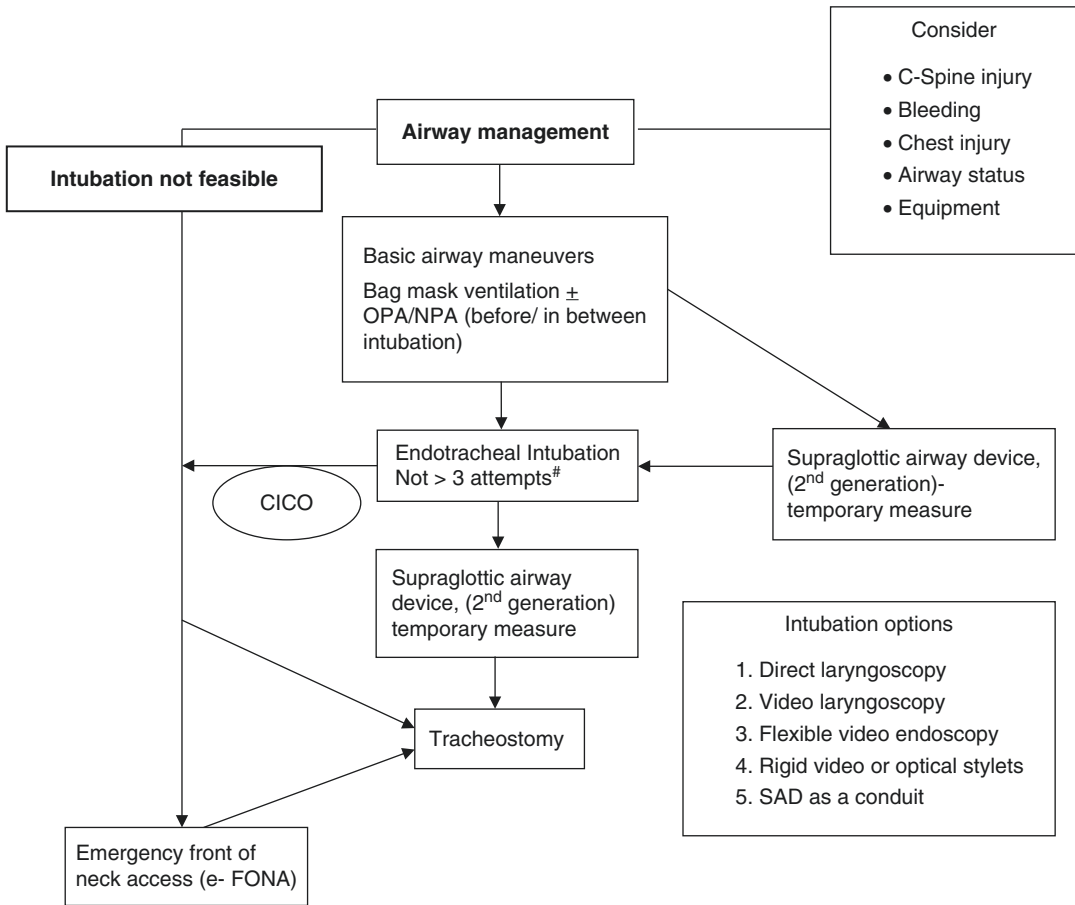 Consider
• C-Spine injury
• Bleeding
• Chest injury
• Airway status
• Equipment
Airway management
Intubation not feasible
Basic airway maneuvers
Bag mask ventilation ±
OPA/NPA (before/ in between
intubation)
Endotracheal Intubation
Not > 3 attempts#
CICO
Supraglottic airway device,
(2nd generation)-
temporary measure
Supraglottic airway
device, (2nd generation)
temporary measure
Intubation options
1. Direct laryngoscopy
2. Video laryngoscopy
3. Flexible video endoscopy
4. Rigid video or optical stylets
5. SAD as a conduit
Tracheostomy
Emergency front of
neck access (e- FONA)